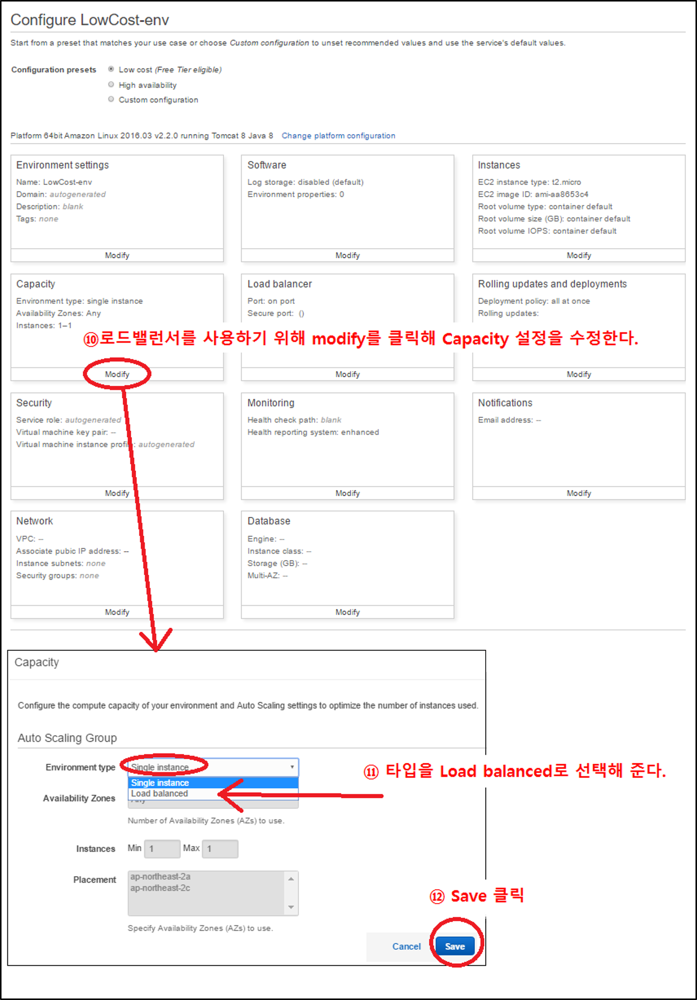 Configure LowCost-env
Start from a preset that matches your use case or choose Custom configuration to unset recommended values and use the service's default values.
Configuration presets
Low cost (Free Tier eligible)
High availability
Custom configuration
Platform 64bit Amazon Linux 2016.03 v2.2.0 running Tomcat 8 Java 8 Change platform configuration
Environment settings
Name: LowCost-env
Domain: autogenerated
Description: blank
Tags: none
Modify
Software
Log storage: disabled (default)
Environment properties: 0
Modify
Instances
EC2 instance type: t2.micro
EC2 image ID: ami-aa8653c4
Root volume type: container default
Root volume size (GB): container default
Root volume IOPS: container default
Modify
Capacity
Environment type: single instance
Availability Zones: Any
Instances: 1–1
Modify
Load balancer
Port: on port
Secure port: ()
Modify
Rolling updates and deployments
Deployment policy: all at once
Rolling updates:
Modify
⑩로드밸런서를 사용하기 위해 modify를 클릭해 Capacity 설정을 수정한다.
Security
Service role: autogenerated
Virtual machine key pair: --
Virtual machine instance profile: autogenerated
Modify
Monitoring
Health check path: blank
Health reporting system: enhanced
Modify
Notifications
Email address: --
Modify
Network
VPC: --
Associate pubic IP address: --
Instance subnets: none
Security groups: none
Modify
Database
Engine: --
Instance class: --
Storage (GB): --
Multi-AZ: --
Modify
Capacity
Configure the compute capacity of your environment and Auto Scaling settings to optimize the number of instances used.
Auto Scaling Group
Environment type
Single instance
Single instance
Load balanced
⑪ 타입을 Load balanced로 선택해 준다.
Availability Zones
Any
Number of Availability Zones (AZs) to use.
Instances Min 1 Max 1
Placement
ap-northeast-2a
ap-northeast-2c
Specify Availability Zones (AZs) to use.
⑫ Save 클릭
Cancel
Save